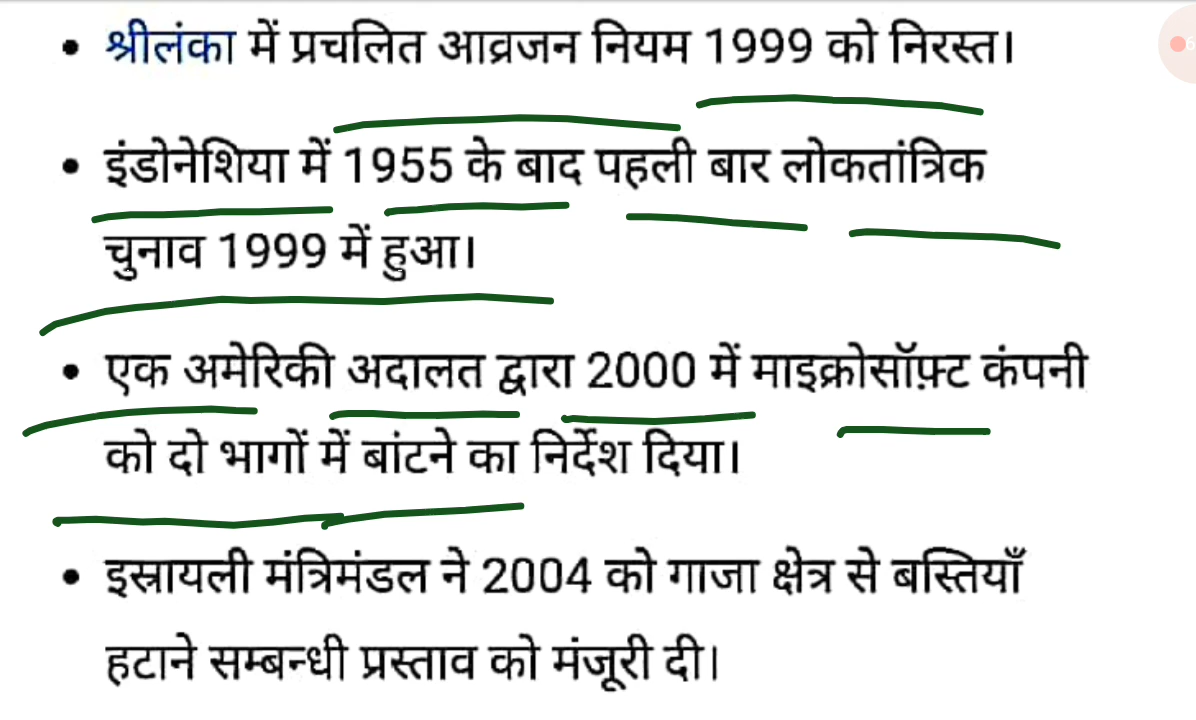 • श्रीलंका में प्रचलित आव्रजन नियम 1999 को निरस्त।
• इंडोनेशिया में 1955 के बाद पहली बार लोकतांत्रिक
चुनाव 1999 में हुआ।
• एक अमेरिकी अदालत द्वारा 2000 में माइक्रोसॉफ़्ट कंपनी
को दो भागों में बांटने का निर्देश दिया।
• इस्रायली मंत्रिमंडल ने 2004 को गाजा क्षेत्र से बस्तियाँ
हटाने सम्बन्धी प्रस्ताव को मंजूरी दी।